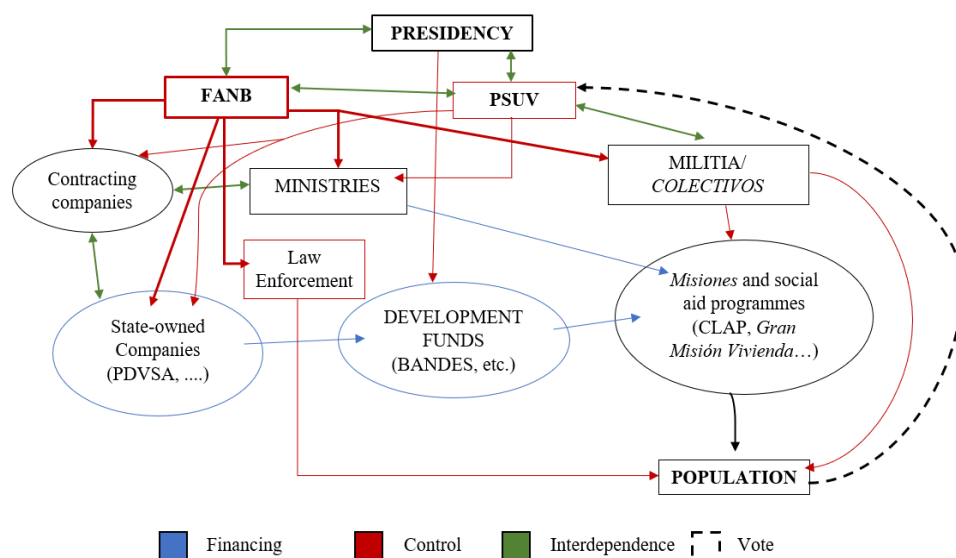 PRESIDENCY
FANB
PSUV
Contracting
companies
MINISTRIES
MILITIA/
COLECTIVOS
Law
Enforcement
State-owned
Companies
(PDVSA, ....)
DEVELOPMENT
FUNDS
(BANDES, etc.)
Misiones and social
aid programmes
(CLAP, Gran
Misión Vivienda…)
POPULATION
Financing
Control
Interdependence
Vote